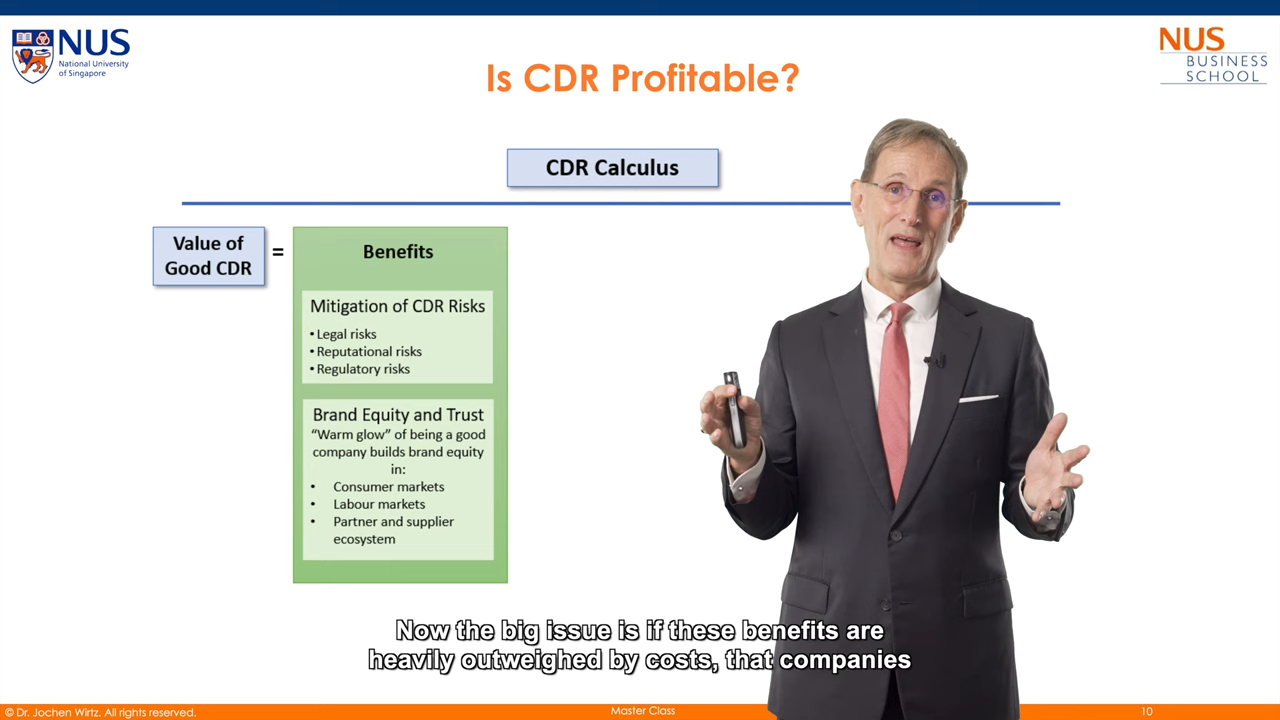 NUS
National University
of Singapore
NUS
BUSINESS
SCHOOL
Is CDR Profitable?
CDR Calculus
Value of
Good CDR
=
Benefits
Mitigation of CDR Risks
• Legal risks
• Reputational risks
• Regulatory risks
Brand Equity and Trust
“Warm glow” of being a good
company builds brand equity
in:
• Consumer markets
• Labour markets
• Partner and supplier
ecosystem
Now the big issue is if these benefits are
heavily outweighed by costs, that companies
© Dr. Jochen Wirtz. All rights reserved.
Master Class
10